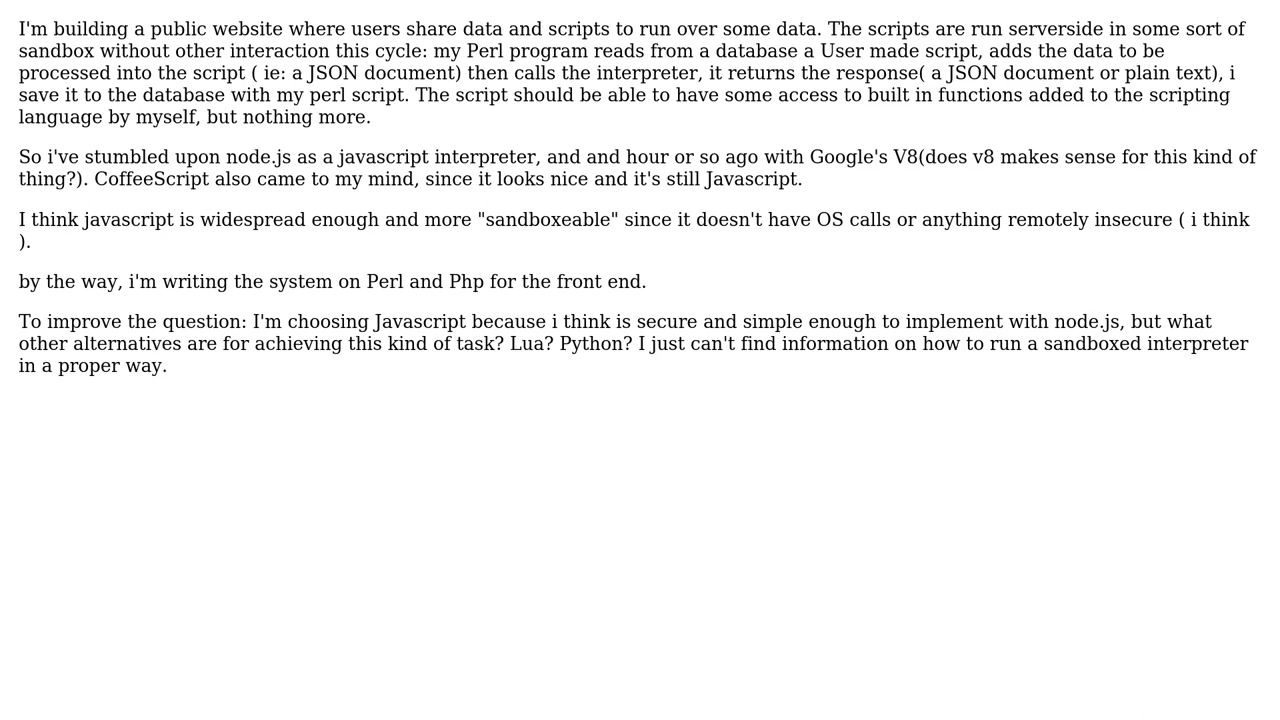 I'm building a public website where users share data and scripts to run over some data. The scripts are run serverside in some sort of
sandbox without other interaction this cycle: my Perl program reads from a database a User made script, adds the data to be
processed into the script ( ie: a JSON document) then calls the interpreter, it returns the response( a JSON document or plain text), i
save it to the database with my perl script. The script should be able to have some access to built in functions added to the scripting
language by myself, but nothing more.
So i've stumbled upon node.js as a javascript interpreter, and and hour or so ago with Google's V8(does v8 makes sense for this kind of
thing?). CoffeeScript also came to my mind, since it looks nice and it's still Javascript.
I think javascript is widespread enough and more "sandboxeable" since it doesn't have OS calls or anything remotely insecure ( i think
).
by the way, i'm writing the system on Perl and Php for the front end.
To improve the question: I'm choosing Javascript because i think is secure and simple enough to implement with node.js, but what
other alternatives are for achieving this kind of task? Lua? Python? I just can't find information on how to run a sandboxed interpreter
in a proper way.